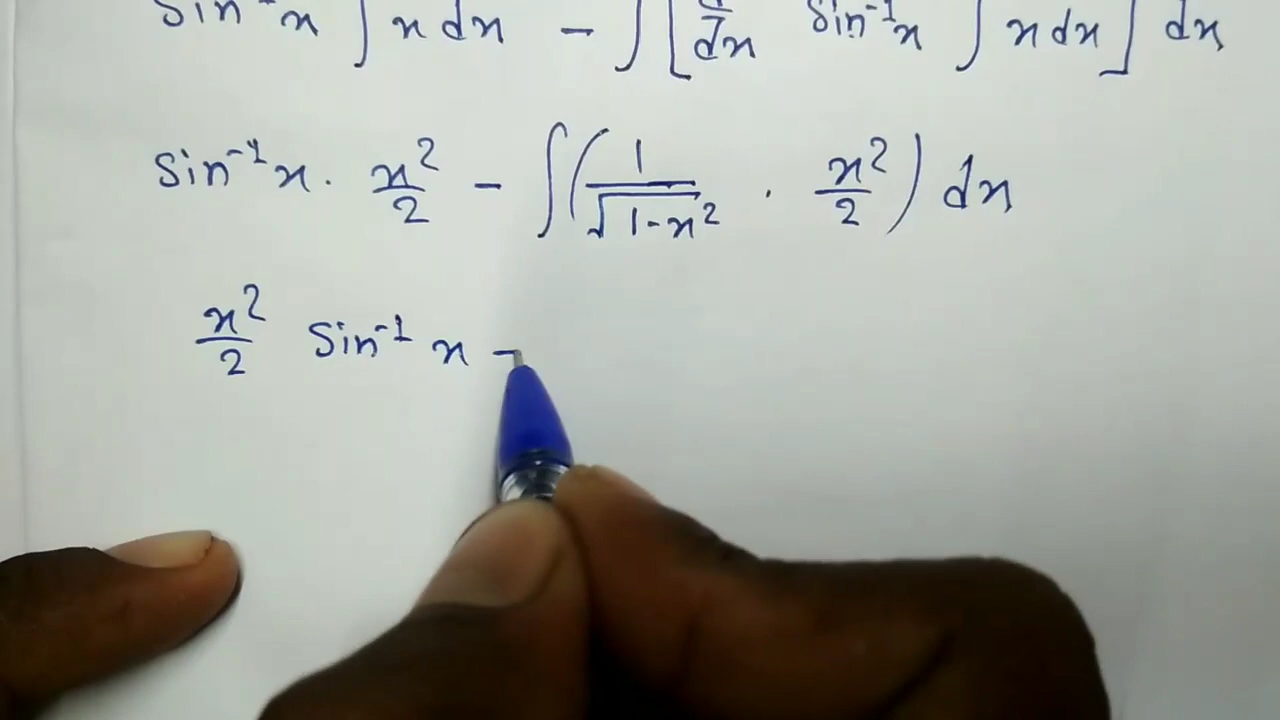 sin⁻¹x ∫ x dx − ∫ [d/dx sin⁻¹x ∫ x dx] dx
sin⁻¹x · x²/2 − ∫ (1/√(1-x²) · x²/2) dx
x²/2 sin⁻¹ x −